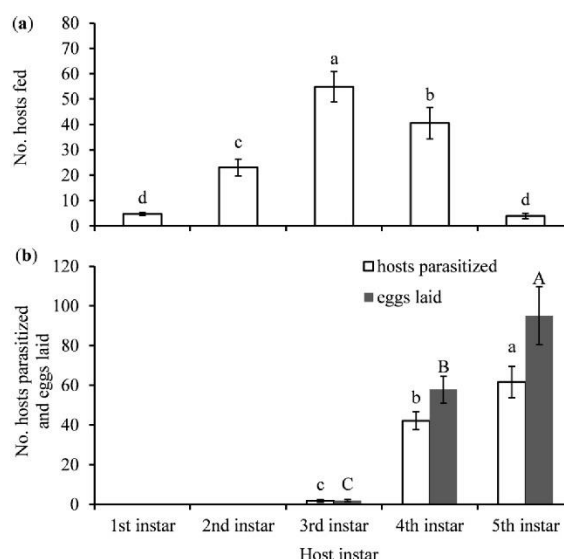 (a)
No. hosts fed
80
70
60
50
40
30
20
10
0
d
c
a
b
d
(b)
No. hosts parasitized
and eggs laid
120
100
80
60
40
20
0
hosts parasitized
eggs laid
c
C
b
B
a
A
1st instar
2nd instar
3rd instar
4th instar
5th instar
Host instar